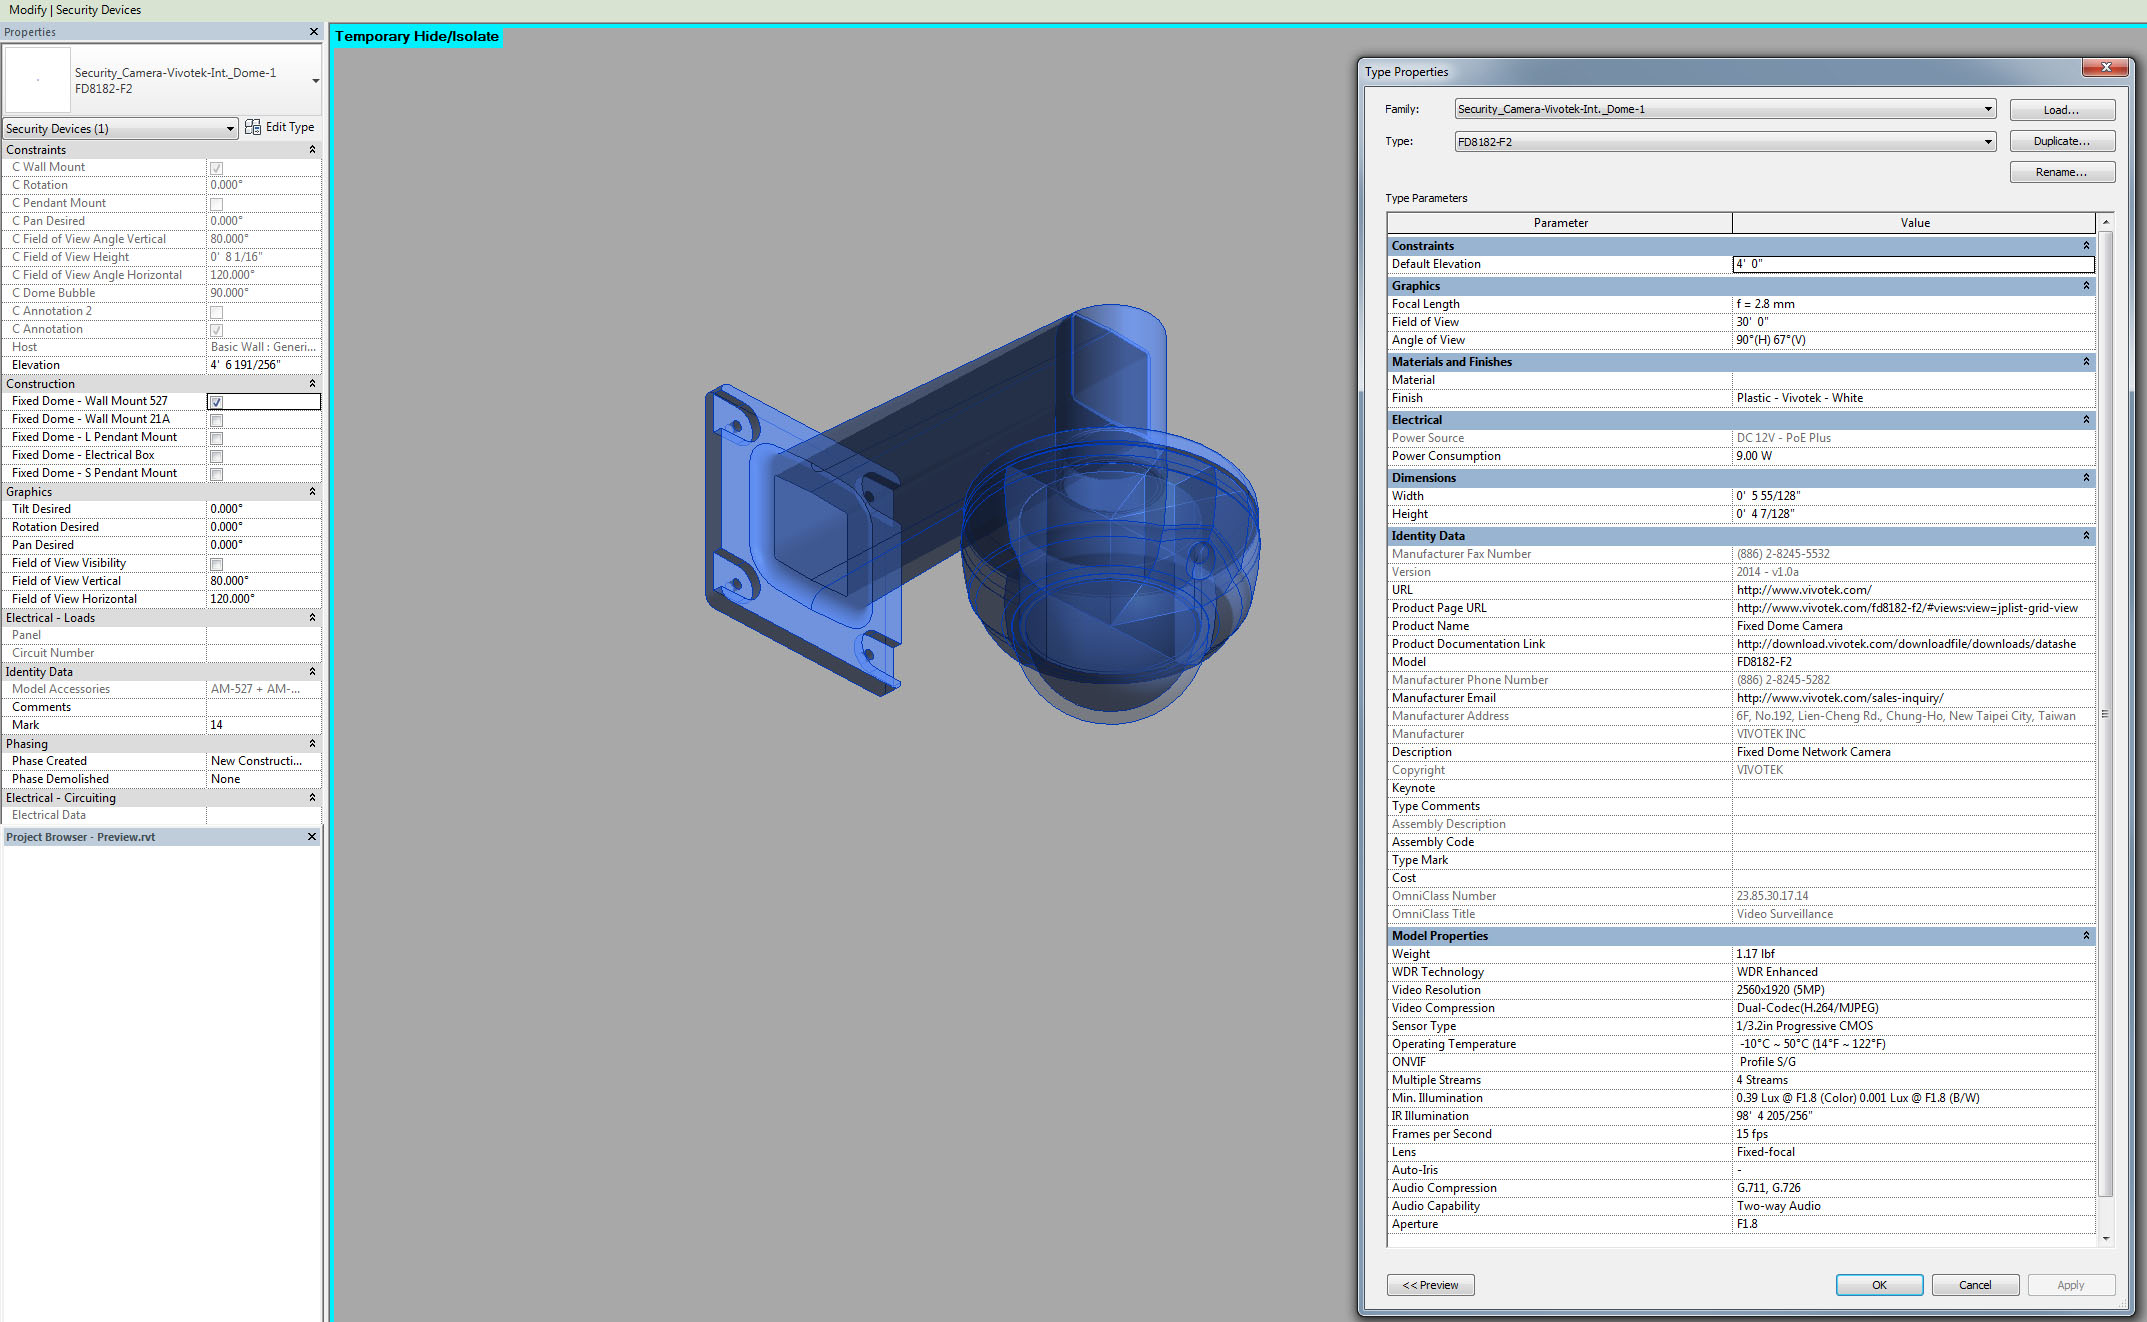 Modify | Security Devices
Properties
Security_Camera-Vivotek-Int._Dome-1
FD8182-F2
Security Devices (1)
Edit Type
Constraints
C Wall Mount
C Rotation 0.000°
C Pendant Mount
C Pan Desired 0.000°
C Field of View Angle Vertical 80.000°
C Field of View Height 0' 8 1/16"
C Field of View Angle Horizontal 120.000°
C Dome Bubble 90.000°
C Annotation 2
C Annotation
Host Basic Wall : Generi...
Elevation 4' 6 191/256"
Construction
Fixed Dome - Wall Mount 527
Fixed Dome - Wall Mount 21A
Fixed Dome - L Pendant Mount
Fixed Dome - Electrical Box
Fixed Dome - S Pendant Mount
Graphics
Tilt Desired 0.000°
Rotation Desired 0.000°
Pan Desired 0.000°
Field of View Visibility
Field of View Vertical 80.000°
Field of View Horizontal 120.000°
Electrical - Loads
Panel
Circuit Number
Identity Data
Model Accessories AM-527 + AM-...
Comments
Mark 14
Phasing
Phase Created New Constructi...
Phase Demolished None
Electrical - Circuiting
Electrical Data
Project Browser - Preview.rvt
Temporary Hide/Isolate
Type Properties
Family: Security_Camera-Vivotek-Int._Dome-1 Load...
Type: FD8182-F2 Duplicate...
Rename...
Type Parameters
Parameter Value
Constraints
Default Elevation 4' 0"
Graphics
Focal Length f = 2.8 mm
Field of View 30' 0"
Angle of View 90°(H) 67°(V)
Materials and Finishes
Material
Finish Plastic - Vivotek - White
Electrical
Power Source DC 12V - PoE Plus
Power Consumption 9.00 W
Dimensions
Width 0' 5 55/128"
Height 0' 4 7/128"
Identity Data
Manufacturer Fax Number (886) 2-8245-5532
Version 2014 - v1.0a
URL http://www.vivotek.com/
Product Page URL http://www.vivotek.com/fd8182-f2/#views:view=jplist-grid-view
Product Name Fixed Dome Camera
Product Documentation Link http://download.vivotek.com/downloadfile/downloads/datashe
Model FD8182-F2
Manufacturer Phone Number (886) 2-8245-5282
Manufacturer Email http://www.vivotek.com/sales-inquiry/
Manufacturer Address 6F, No.192, Lien-Cheng Rd., Chung-Ho, New Taipei City, Taiwan
Manufacturer VIVOTEK INC
Description Fixed Dome Network Camera
Copyright VIVOTEK
Keynote
Type Comments
Assembly Description
Assembly Code
Type Mark
Cost
OmniClass Number 23.85.30.17.14
OmniClass Title Video Surveillance
Model Properties
Weight 1.17 lbf
WDR Technology WDR Enhanced
Video Resolution 2560x1920 (5MP)
Video Compression Dual-Codec(H.264/MJPEG)
Sensor Type 1/3.2in Progressive CMOS
Operating Temperature -10°C ~ 50°C (14°F ~ 122°F)
ONVIF Profile S/G
Multiple Streams 4 Streams
Min. Illumination 0.39 Lux @ F1.8 (Color) 0.001 Lux @ F1.8 (B/W)
IR Illumination 98' 4 205/256"
Frames per Second 15 fps
Lens Fixed-focal
Auto-Iris -
Audio Compression G.711, G.726
Audio Capability Two-way Audio
Aperture F1.8
<< Preview OK Cancel Apply